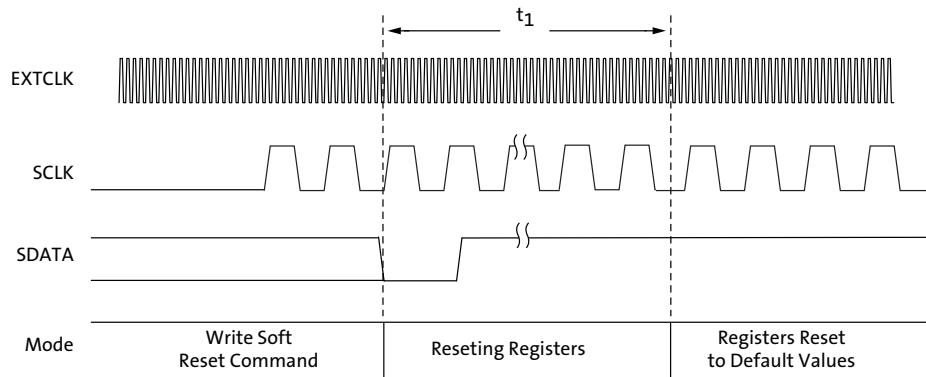 t1
EXTCLK
SCLK
SDATA
Mode
Write Soft
Reset Command
Reseting Registers
Registers Reset
to Default Values